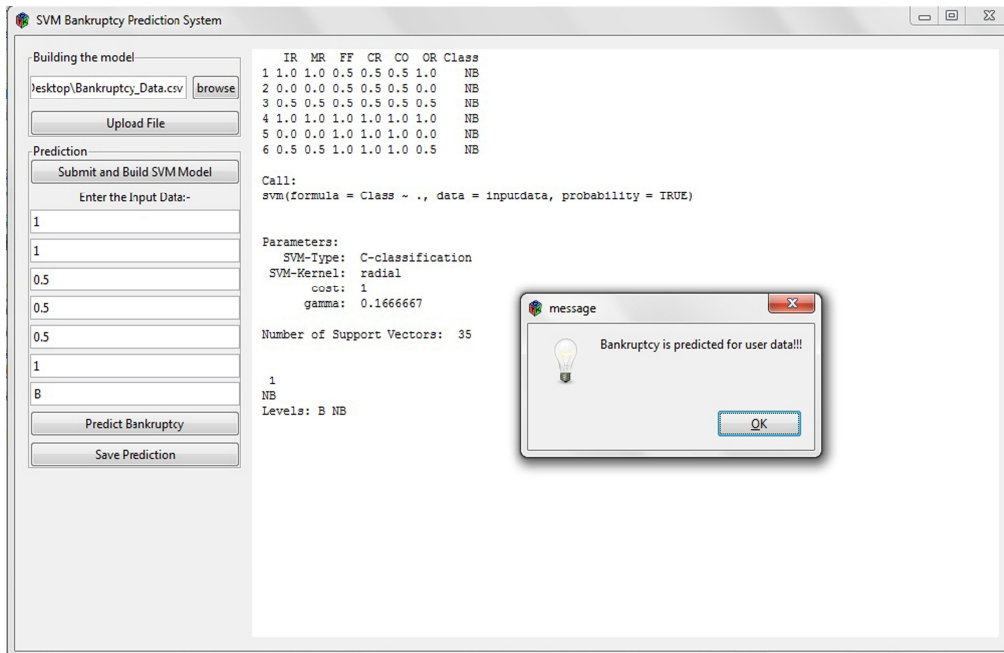 SVM Bankruptcy Prediction System
Building the model
)esktop\Bankruptcy_Data.csv
browse
Upload File
Prediction
Submit and Build SVM Model
Enter the Input Data:-
1
1
0.5
0.5
0.5
1
B
Predict Bankruptcy
Save Prediction
IR MR FF CR CO OR Class
1 1.0 1.0 0.5 0.5 0.5 1.0 NB
2 0.0 0.0 0.5 0.5 0.5 0.0 NB
3 0.5 0.5 0.5 0.5 0.5 0.5 NB
4 1.0 1.0 1.0 1.0 1.0 1.0 NB
5 0.0 0.0 1.0 1.0 1.0 0.0 NB
6 0.5 0.5 1.0 1.0 1.0 0.5 NB
Call:
svm(formula = Class ~ ., data = inputdata, probability = TRUE)
Parameters:
SVM-Type: C-classification
SVM-Kernel: radial
cost: 1
gamma: 0.1666667
Number of Support Vectors: 35
1
NB
Levels: B NB
message
Bankruptcy is predicted for user data!!!
OK